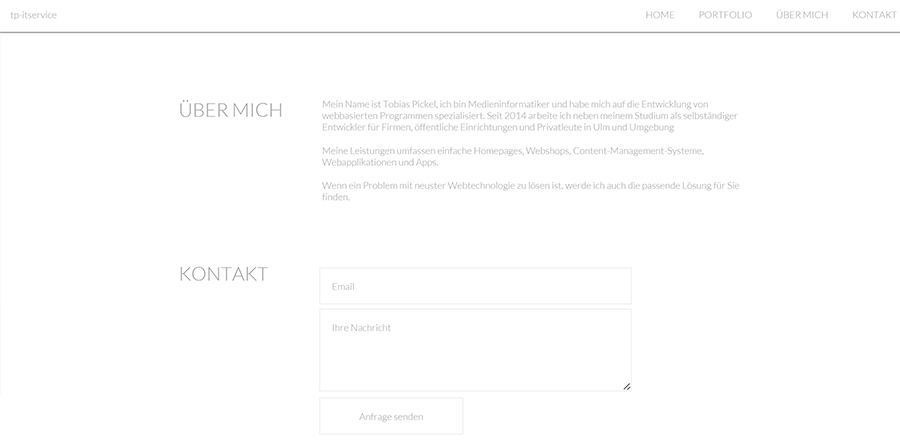 tp-itservice
HOME PORTFOLIO ÜBER MICH KONTAKT
ÜBER MICH
Mein Name ist Tobias Pickel, ich bin Medieninformatiker und habe mich auf die Entwicklung von
webbasierten Programmen spezialisiert. Seit 2014 arbeite ich neben meinem Studium als selbständiger
Entwickler für Firmen, öffentliche Einrichtungen und Privatleute in Ulm und Umgebung
Meine Leistungen umfassen einfache Homepages, Webshops, Content-Management-Systeme,
Webapplikationen und Apps.
Wenn ein Problem mit neuster Webtechnologie zu lösen ist, werde ich auch die passende Lösung für Sie
finden.
KONTAKT
Email
Ihre Nachricht
Anfrage senden